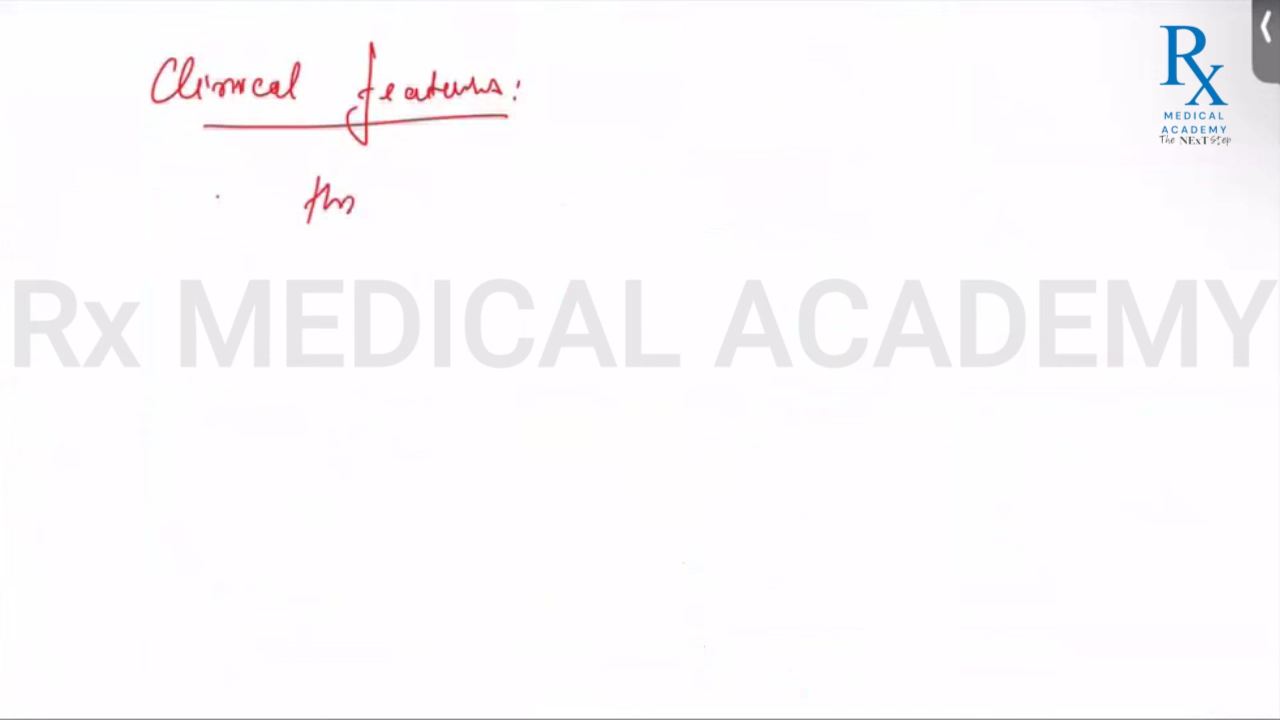 Clinical features:
Rx
MEDICAL
ACADEMY
The NExT Step
Rx MEDICAL ACADEMY